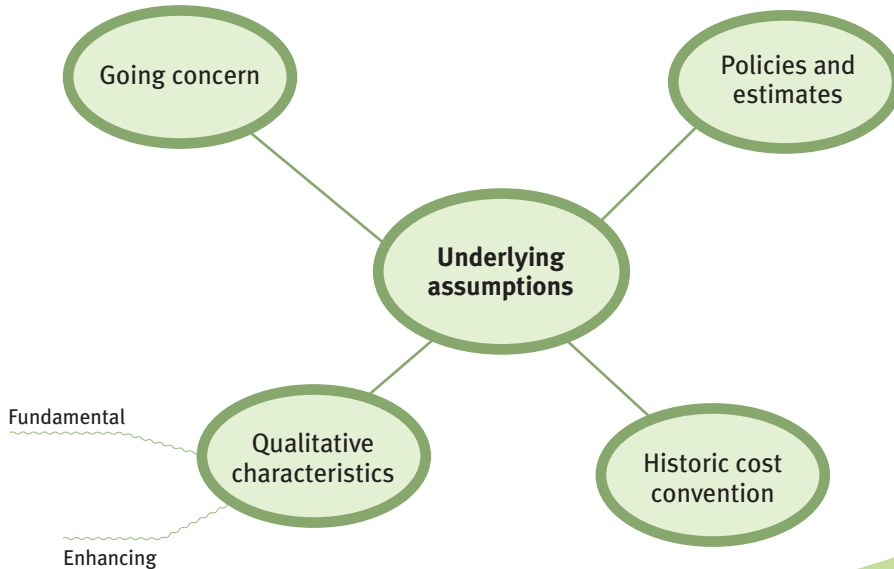 Going concern
Policies and
estimates
Underlying
assumptions
Fundamental
Qualitative
characteristics
Enhancing
Historic cost
convention